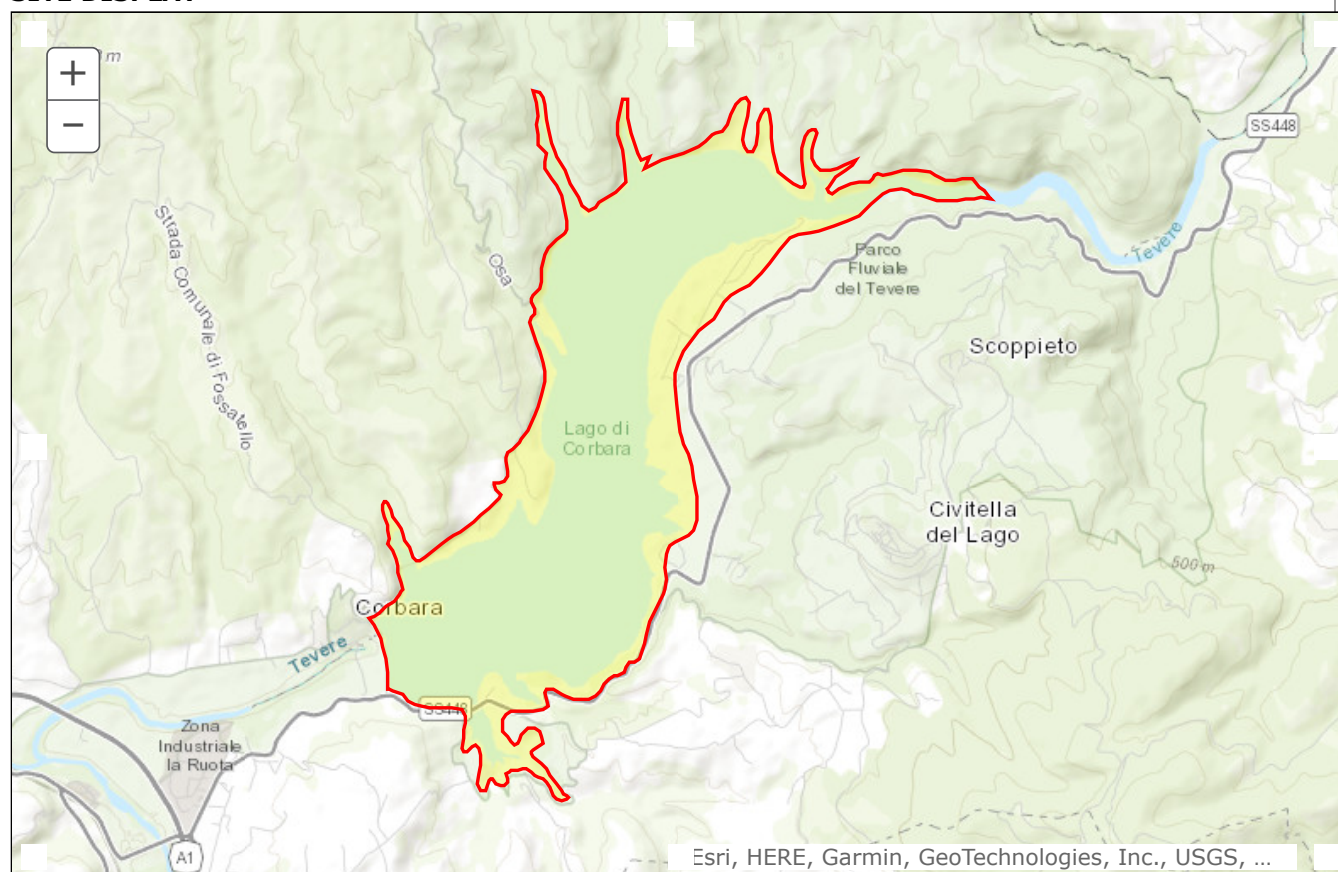 +
−
SS448
Strada Comunale di Fossatello
Osa
Parco
Fluviale
del Tevere
Tevere
Scoppieto
Lago di
Corbara
Civitella
del Lago
500 m
Corbara
Tevere
SS448
Zona
Industriale
la Ruota
A1
Esri, HERE, Garmin, GeoTechnologies, Inc., USGS, ...